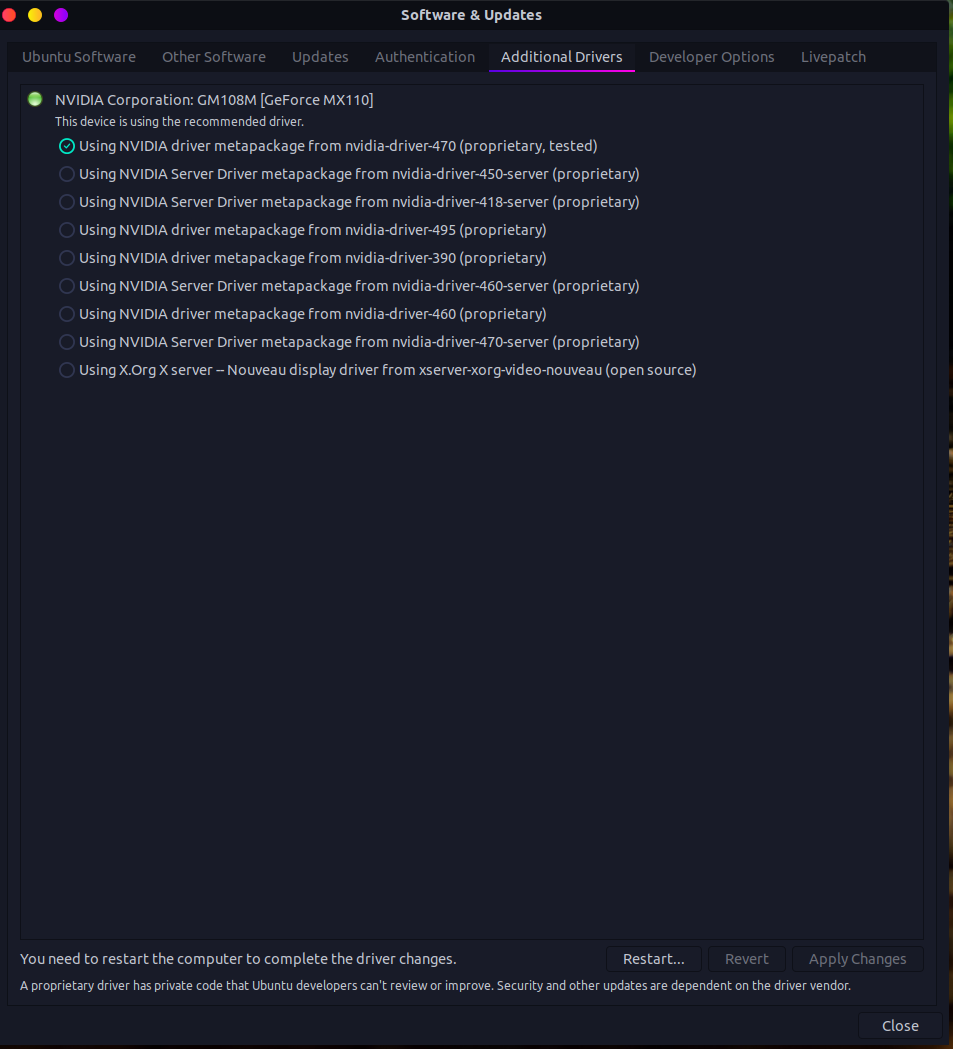 Software & Updates
Ubuntu Software Other Software Updates Authentication Additional Drivers Developer Options Livepatch
NVIDIA Corporation: GM108M [GeForce MX110]
This device is using the recommended driver.
Using NVIDIA driver metapackage from nvidia-driver-470 (proprietary, tested)
Using NVIDIA Server Driver metapackage from nvidia-driver-450-server (proprietary)
Using NVIDIA Server Driver metapackage from nvidia-driver-418-server (proprietary)
Using NVIDIA driver metapackage from nvidia-driver-495 (proprietary)
Using NVIDIA driver metapackage from nvidia-driver-390 (proprietary)
Using NVIDIA Server Driver metapackage from nvidia-driver-460-server (proprietary)
Using NVIDIA driver metapackage from nvidia-driver-460 (proprietary)
Using NVIDIA Server Driver metapackage from nvidia-driver-470-server (proprietary)
Using X.Org X server -- Nouveau display driver from xserver-xorg-video-nouveau (open source)
You need to restart the computer to complete the driver changes. Restart... Revert Apply Changes
A proprietary driver has private code that Ubuntu developers can't review or improve. Security and other updates are dependent on the driver vendor.
Close